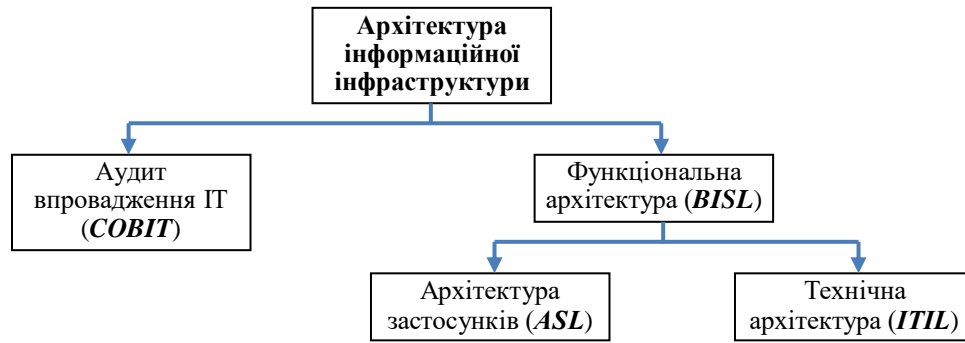 Архітектура
інформаційної
інфраструктури
Аудит
впровадження ІТ
(COBIT)
Функціональна
архітектура (BISL)
Архітектура
застосунків (ASL)
Технічна
архітектура (ITIL)